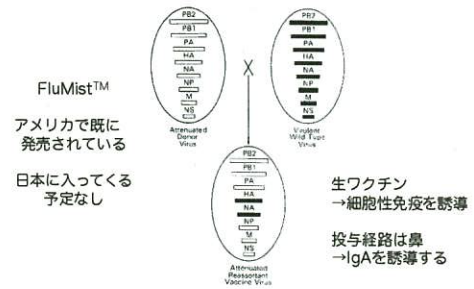 PB2
PB1
PA
HA
NA
NP
M
NS
Attenuated
Donor
Virus
PB2
PB1
PA
HA
NA
NP
M
NS
Virulent
Wild Type
Virus
FluMist™
アメリカで既に
発売されている
日本に入ってくる
予定なし
PB2
PB1
PA
HA
NA
NP
M
NS
Attenuated
Reassortant
Vaccine Virus
生ワクチン
→細胞性免疫を誘導
投与経路は鼻
→IgAを誘導する